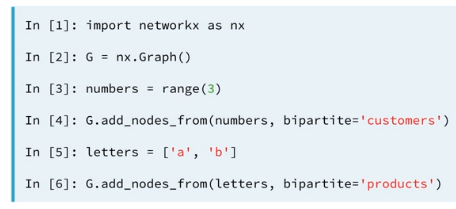 In [1]: import networkx as nx
In [2]: G = nx.Graph()
In [3]: numbers = range(3)
In [4]: G.add_nodes_from(numbers, bipartite='customers')
In [5]: letters = ['a', 'b']
In [6]: G.add_nodes_from(letters, bipartite='products')